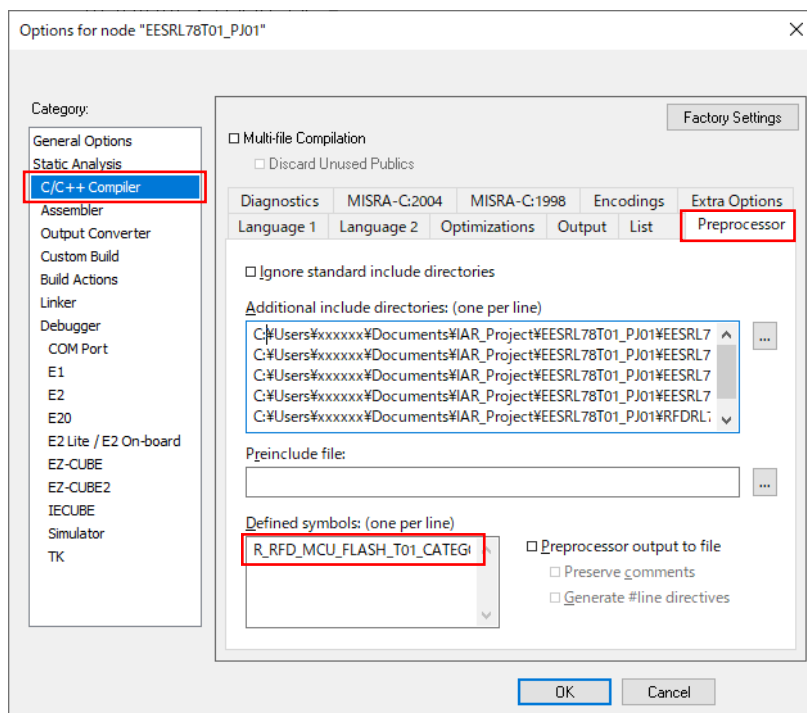 Options for node "EESRL78T01_PJ01"
Category:
General Options
Static Analysis
C/C++ Compiler
Assembler
Output Converter
Custom Build
Build Actions
Linker
Debugger
COM Port
E1
E2
E20
E2 Lite / E2 On-board
EZ-CUBE
EZ-CUBE2
IECUBE
Simulator
TK
Factory Settings
Multi-file Compilation
Discard Unused Publics
Diagnostics MISRA-C:2004 MISRA-C:1998 Encodings Extra Options
Language 1 Language 2 Optimizations Output List Preprocessor
Ignore standard include directories
Additional include directories: (one per line)
C:¥Users¥xxxxxx¥Documents¥IAR_Project¥EESRL78T01_PJ01¥EESRL7
C:¥Users¥xxxxxx¥Documents¥IAR_Project¥EESRL78T01_PJ01¥EESRL7
C:¥Users¥xxxxxx¥Documents¥IAR_Project¥EESRL78T01_PJ01¥EESRL7
C:¥Users¥xxxxxx¥Documents¥IAR_Project¥EESRL78T01_PJ01¥EESRL7
C:¥Users¥xxxxxx¥Documents¥IAR_Project¥EESRL78T01_PJ01¥RFDRL7
...
Preinclude file:
...
Defined symbols: (one per line)
R_RFD_MCU_FLASH_T01_CATEG
Preprocessor output to file
Preserve comments
Generate #line directives
OK Cancel